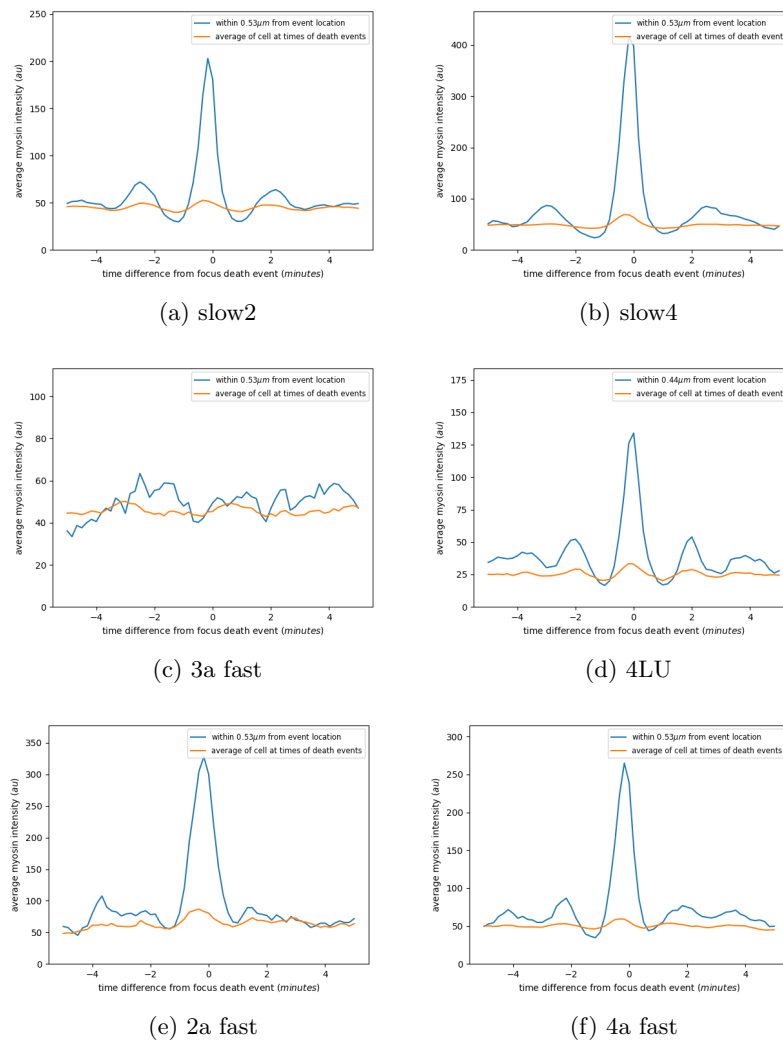 250
200
150
100
50
0
average myosin intensity (au)
within 0.53μm from event location
average of cell at times of death events
−4 −2 0 2 4
time difference from focus death event (minutes)
(a) slow2
400
300
200
100
0
average myosin intensity (au)
within 0.53μm from event location
average of cell at times of death events
−4 −2 0 2 4
time difference from focus death event (minutes)
(b) slow4
100
80
60
40
20
0
average myosin intensity (au)
within 0.53μm from event location
average of cell at times of death events
−4 −2 0 2 4
time difference from focus death event (minutes)
(c) 3a fast
175
150
125
100
75
50
25
0
average myosin intensity (au)
within 0.44μm from event location
average of cell at times of death events
−4 −2 0 2 4
time difference from focus death event (minutes)
(d) 4LU
350
300
250
200
150
100
50
0
average myosin intensity (au)
within 0.53μm from event location
average of cell at times of death events
−4 −2 0 2 4
time difference from focus death event (minutes)
(e) 2a fast
300
250
200
150
100
50
0
average myosin intensity (au)
within 0.53μm from event location
average of cell at times of death events
−4 −2 0 2 4
time difference from focus death event (minutes)
(f) 4a fast